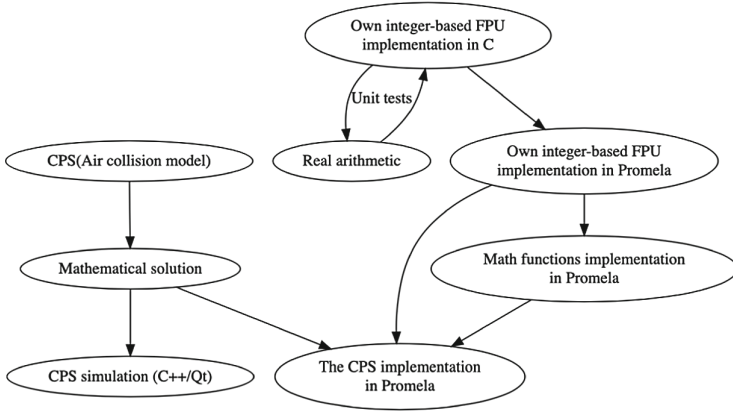 Own integer-based FPU
implementation in C
Unit tests
CPS(Air collision model)
Real arithmetic
Own integer-based FPU
implementation in Promela
Mathematical solution
Math functions implementation
in Promela
CPS simulation (C++/Qt)
The CPS implementation
in Promela